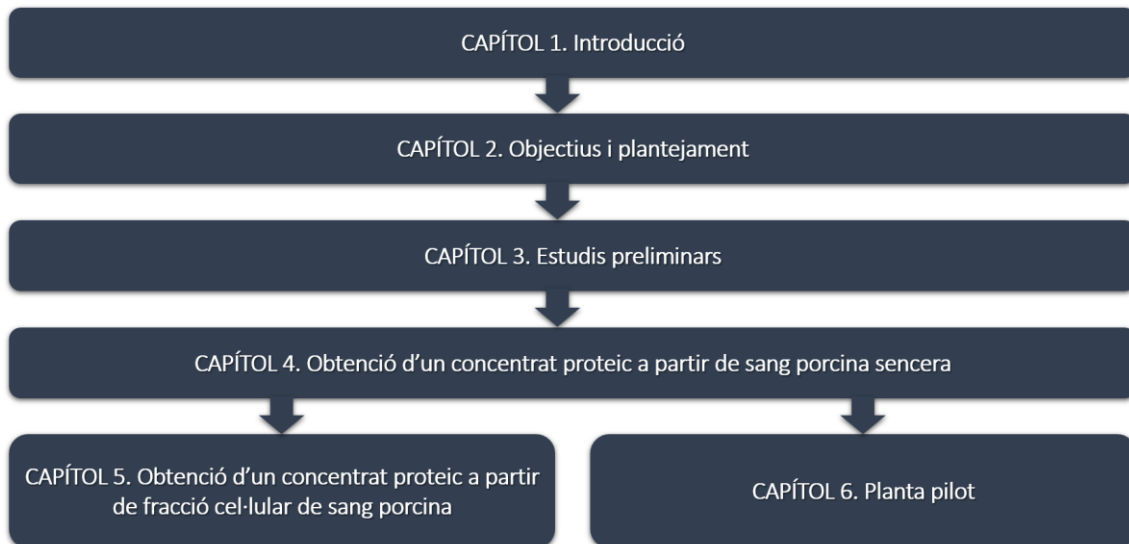 CAPÍTOL 1. Introducció
CAPÍTOL 2. Objectius i plantejament
CAPÍTOL 3. Estudis preliminars
CAPÍTOL 4. Obtenció d'un concentrat proteic a partir de sang porcina sencera
CAPÍTOL 5. Obtenció d'un concentrat proteic a partir
de fracció cel·lular de sang porcina
CAPÍTOL 6. Planta pilot